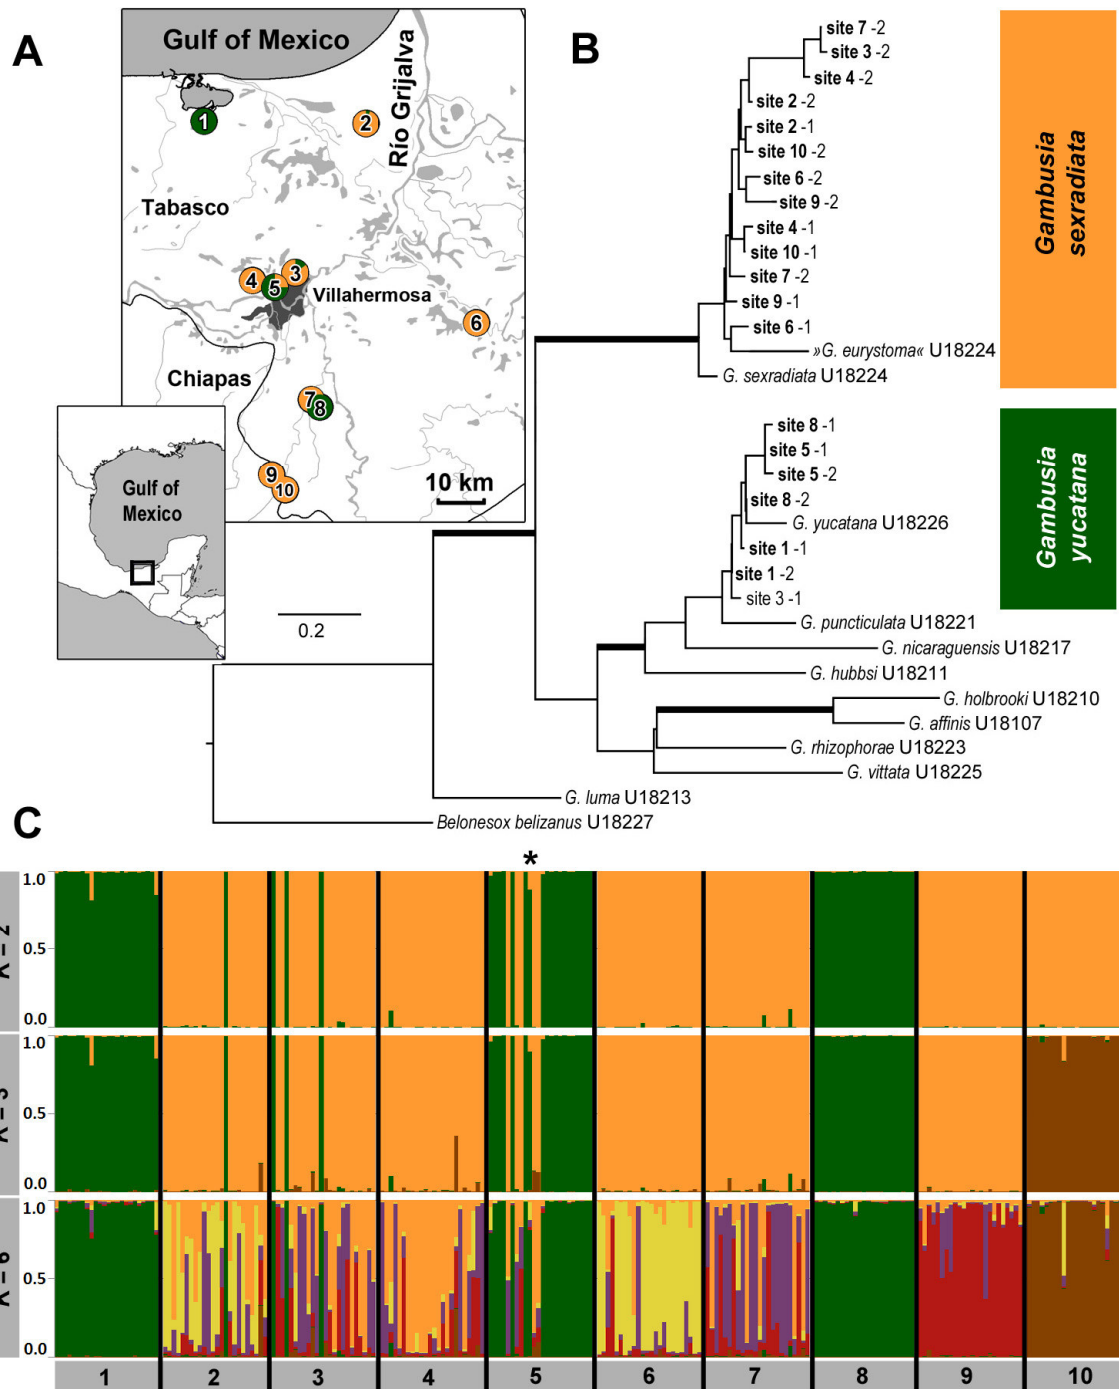 A
Gulf of Mexico
Río Grijalva
1
2
Tabasco
3
4
5
Villahermosa
6
Chiapas
7
8
9
10
10 km
Gulf of
Mexico
B
site 7 -2
site 3 -2
site 4 -2
site 2 -2
site 2 -1
site 10 -2
site 6 -2
site 9 -2
site 4 -1
site 10 -1
site 7 -2
site 9 -1
site 6 -1
»G. eurystoma« U18224
G. sexradiata U18224
Gambusia
sexradiata
site 8 -1
site 5 -1
site 5 -2
site 8 -2
G. yucatana U18226
site 1 -1
site 1 -2
site 3 -1
Gambusia
yucatana
G. puncticulata U18221
G. nicaraguensis U18217
G. hubbsi U18211
G. holbrooki U18210
G. affinis U18107
G. rhizophorae U18223
G. vittata U18225
G. luma U18213
Belonesox belizanus U18227
0.2
C
*
K = 2
1.0
0.5
0.0
K = 3
1.0
0.5
0.0
K = 6
1.0
0.5
0.0
1 2 3 4 5 6 7 8 9 10